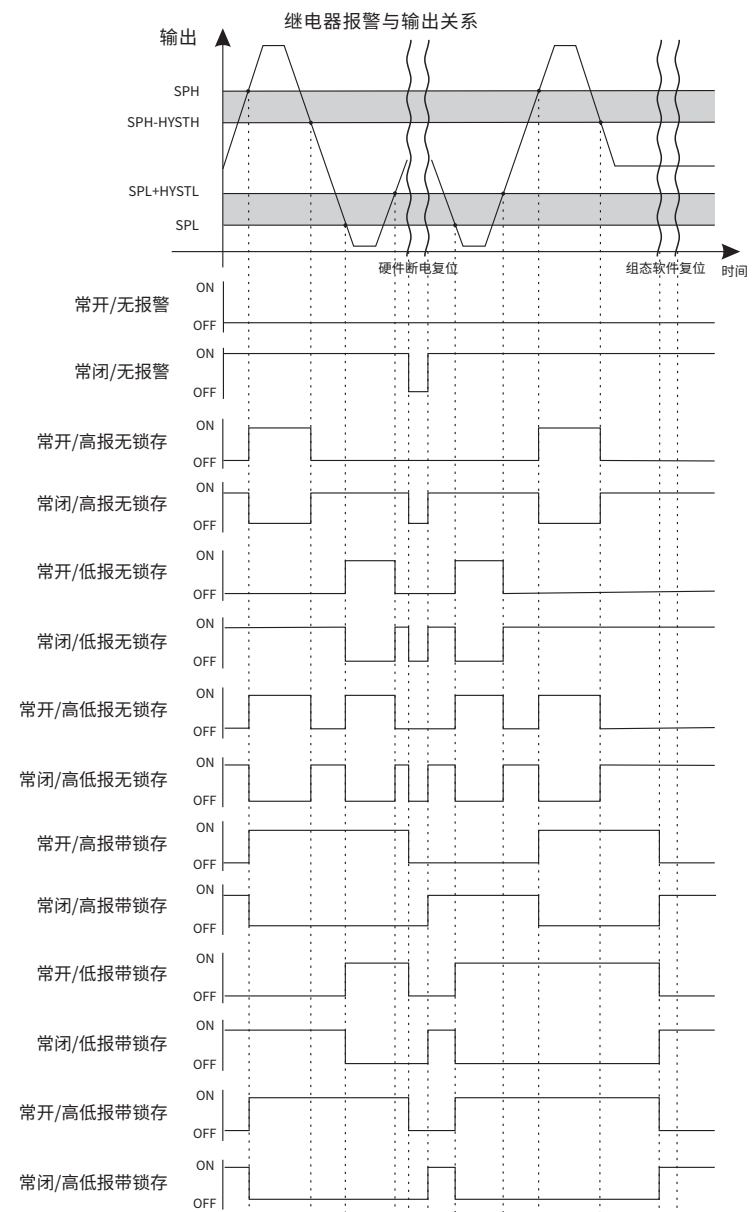 继电器报警与输出关系
输出
SPH
SPH-HYSTH
SPL+HYSTL
SPL
硬件断电复位
组态软件复位
时间
ON
常开/无报警
OFF
ON
常闭/无报警
OFF
ON
常开/高报无锁存
OFF
ON
常闭/高报无锁存
OFF
ON
常开/低报无锁存
OFF
ON
常闭/低报无锁存
OFF
ON
常开/高低报无锁存
OFF
ON
常闭/高低报无锁存
OFF
ON
常开/高报带锁存
OFF
ON
常闭/高报带锁存
OFF
ON
常开/低报带锁存
OFF
ON
常闭/低报带锁存
OFF
ON
常开/高低报带锁存
OFF
ON
常闭/高低报带锁存
OFF